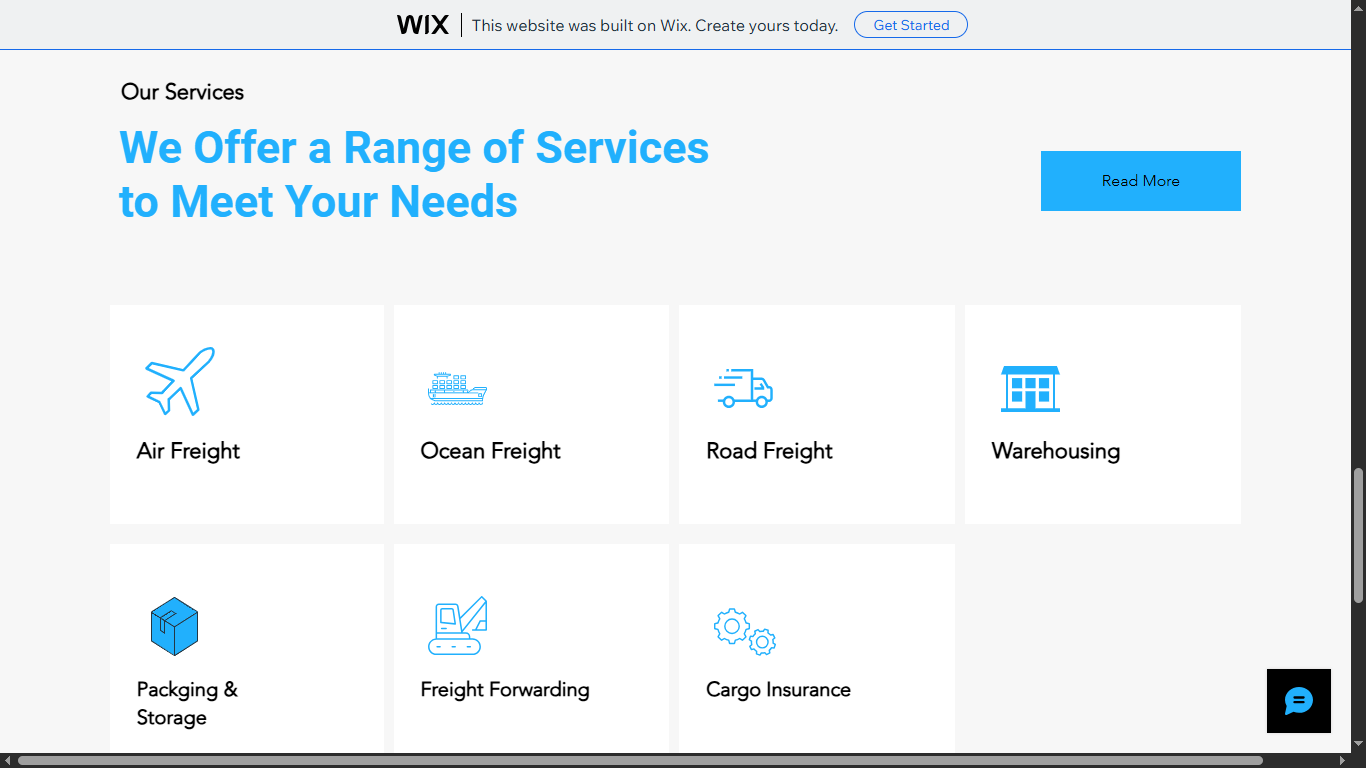 WIX
This website was built on Wix. Create yours today.
Get Started
Our Services
We Offer a Range of Services
to Meet Your Needs
Read More
Air Freight
Ocean Freight
Road Freight
Warehousing
Packging &
Storage
Freight Forwarding
Cargo Insurance